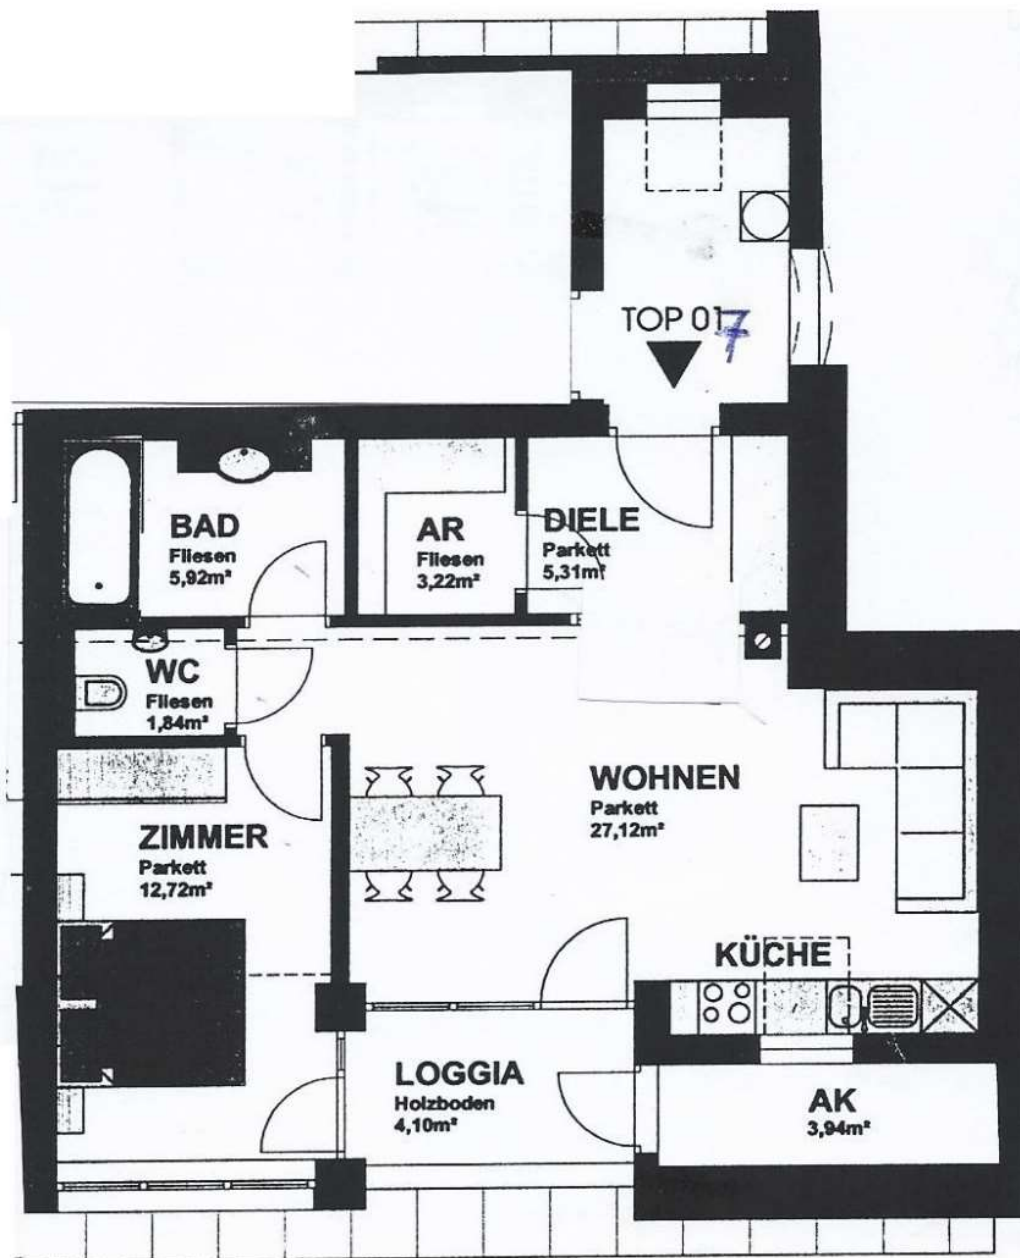 TOP 017
BAD
Fliesen
5,92m²
AR
Fliesen
3,22m²
DIELE
Parkett
5,31m²
WC
Fliesen
1,84m²
WOHNEN
Parkett
27,12m²
ZIMMER
Parkett
12,72m²
KÜCHE
LOGGIA
Holzboden
4,10m²
AK
3,94m²